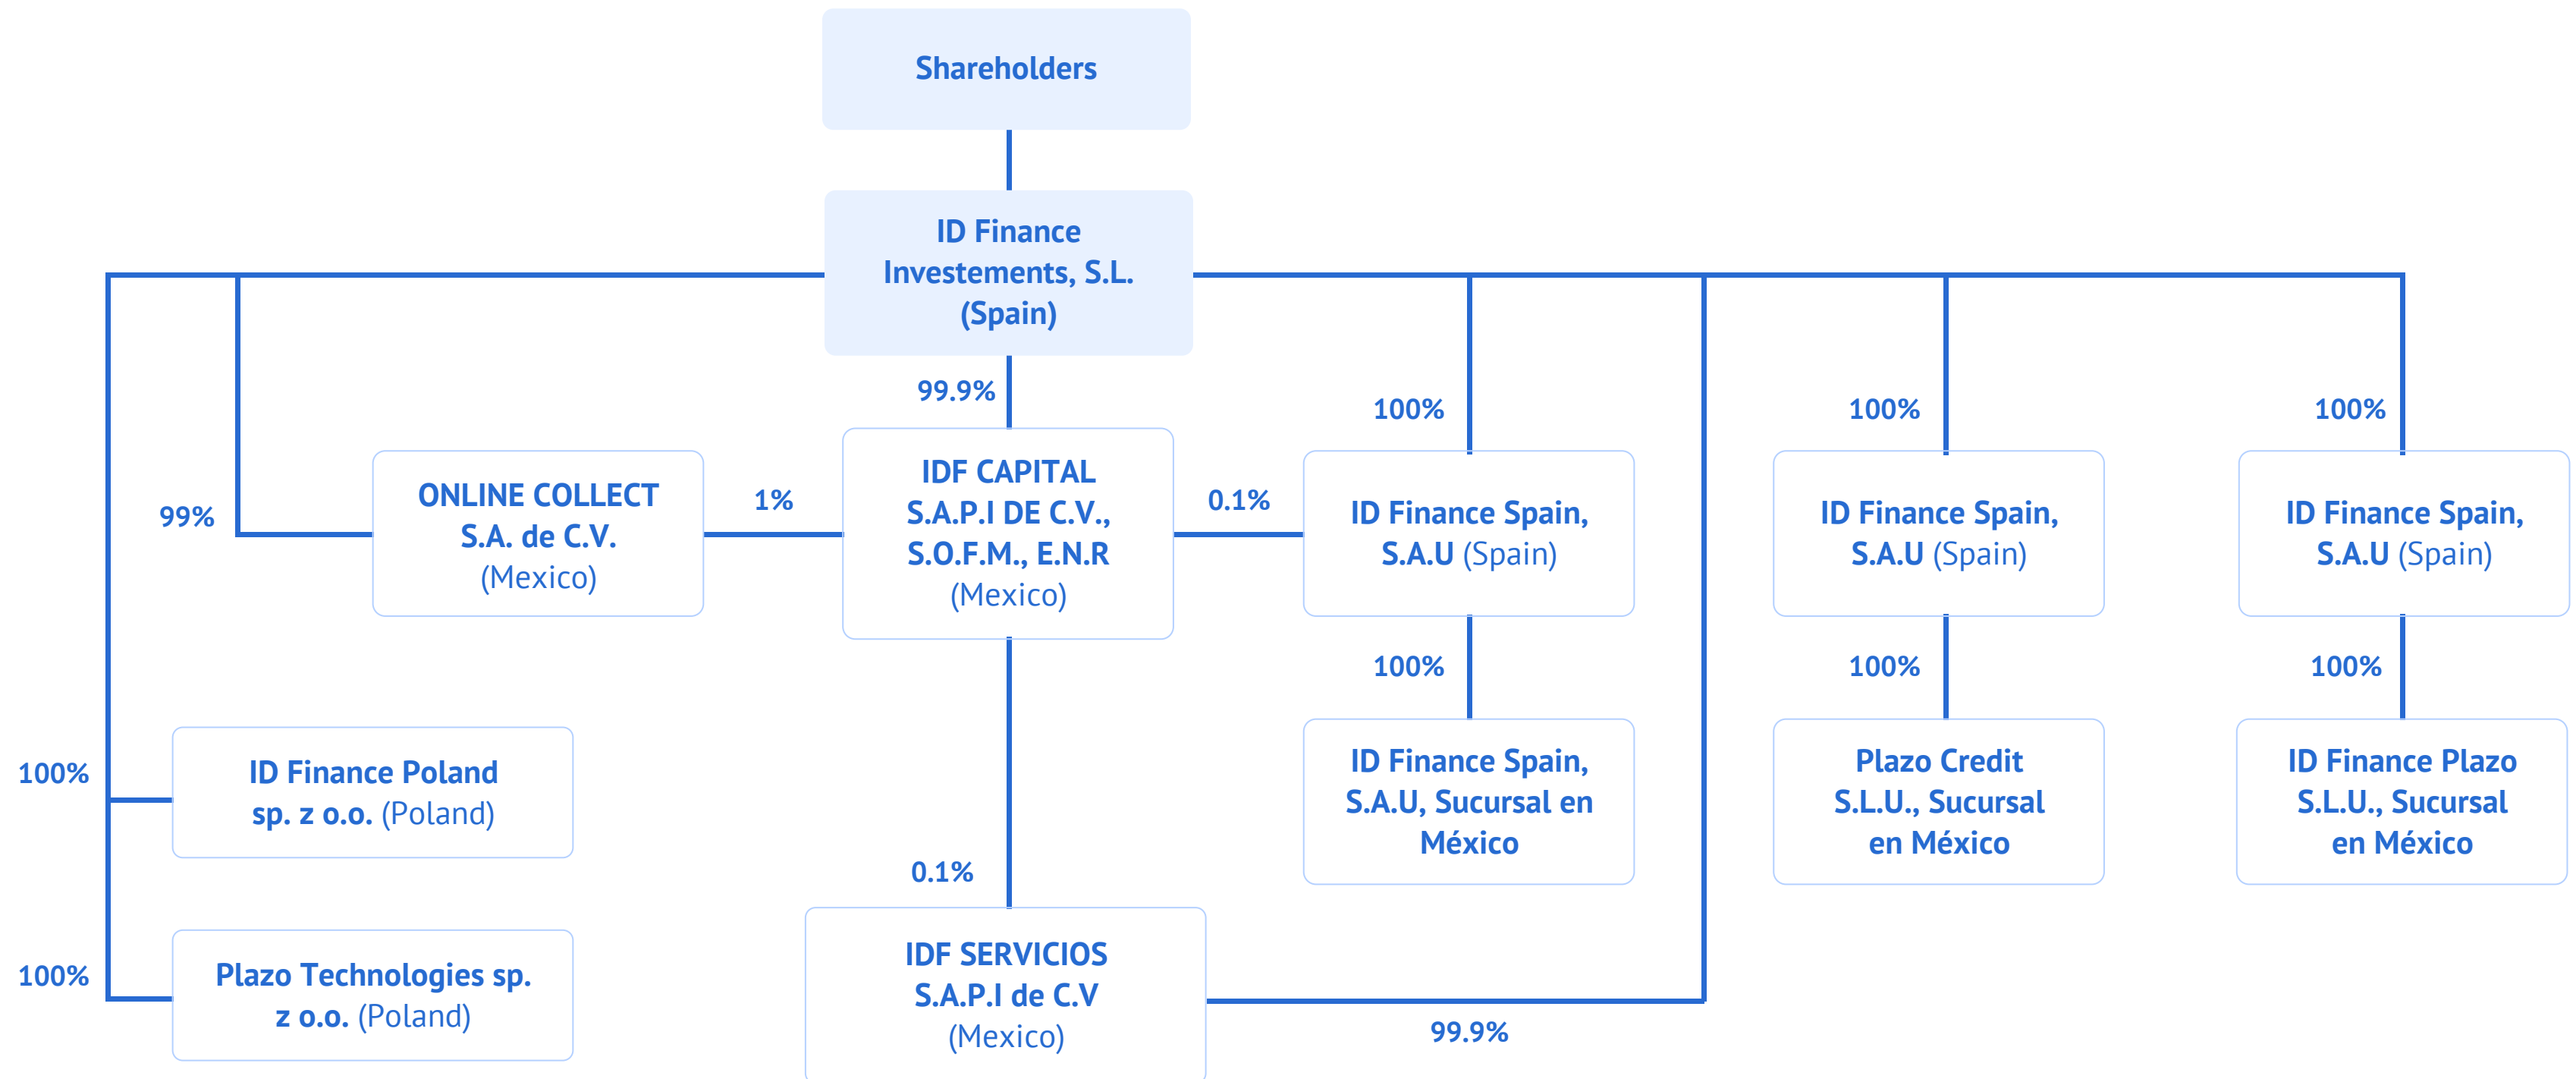 Shareholders
ID Finance
Investements, S.L.
(Spain)
99.9%
100%
100%
100%
99%
ONLINE COLLECT
S.A. de C.V.
(Mexico)
1%
IDF CAPITAL
S.A.P.I DE C.V.,
S.O.F.M., E.N.R
(Mexico)
0.1%
ID Finance Spain,
S.A.U (Spain)
ID Finance Spain,
S.A.U (Spain)
ID Finance Spain,
S.A.U (Spain)
100%
100%
100%
100%
ID Finance Poland
sp. z o.o. (Poland)
ID Finance Spain,
S.A.U, Sucursal en
México
Plazo Credit
S.L.U., Sucursal
en México
ID Finance Plazo
S.L.U., Sucursal
en México
0.1%
100%
Plazo Technologies sp.
z o.o. (Poland)
IDF SERVICIOS
S.A.P.I de C.V
(Mexico)
99.9%